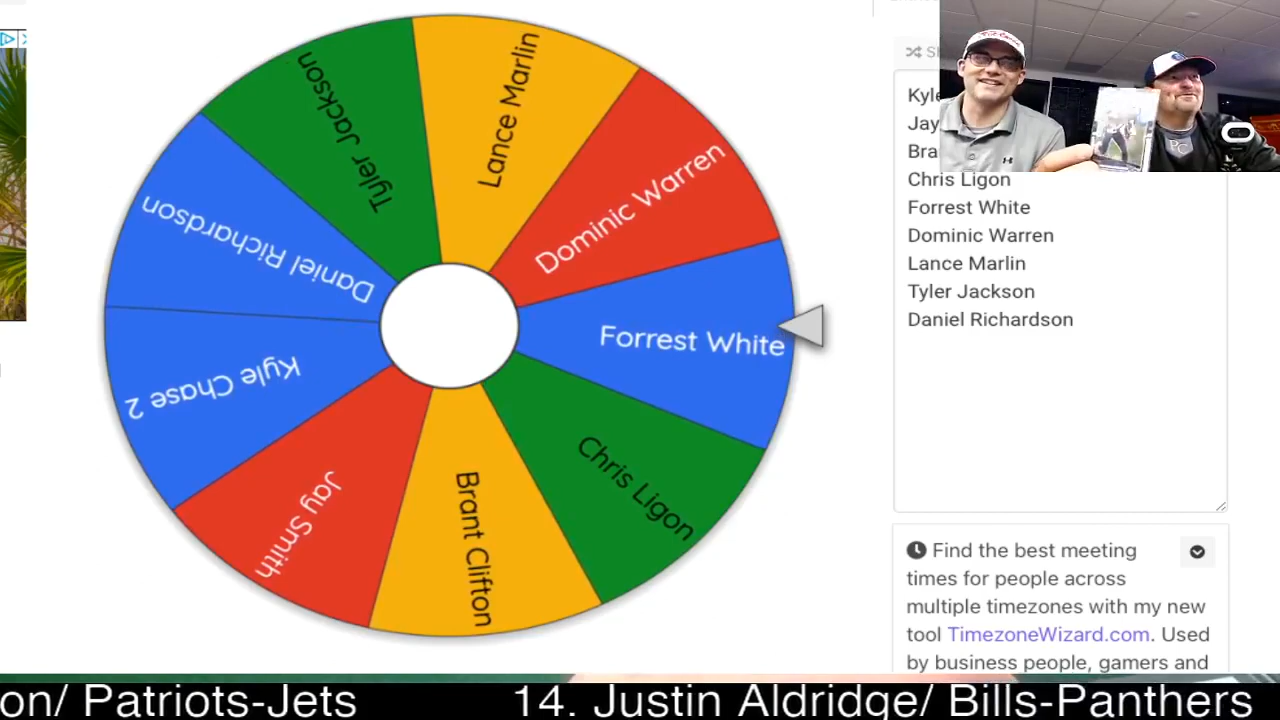 Tyler Jackson
Lance Marlin
Dominic Warren
Forrest White
Chris Ligon
Brant Clifton
Jay Smith
Kyle Chase 2
Daniel Richardson
Kyle
Jay
Bra
Chris Ligon
Forrest White
Dominic Warren
Lance Marlin
Tyler Jackson
Daniel Richardson
Find the best meeting
times for people across
multiple timezones with my new
tool TimezoneWizard.com. Used
by business people, gamers and
on/ Patriots-Jets 14. Justin Aldridge/ Bills-Panthers